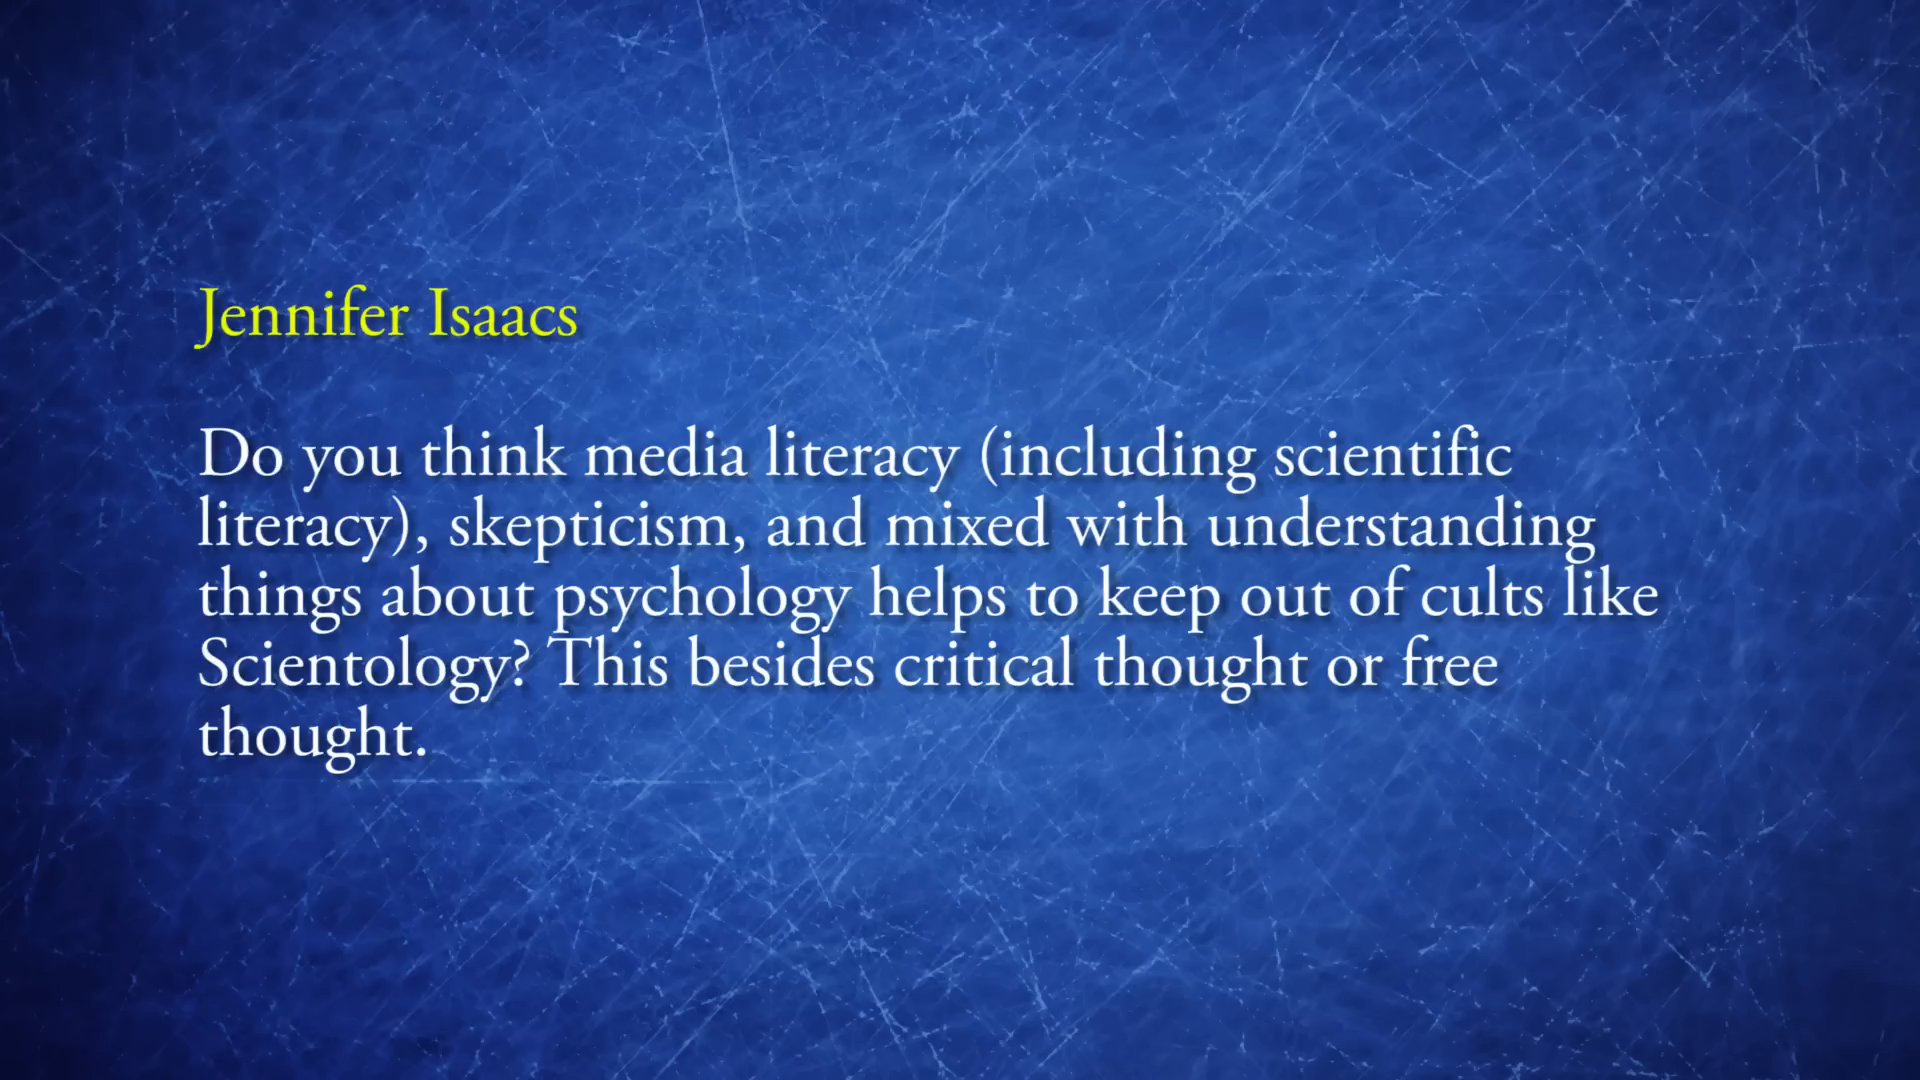 Jennifer Isaacs
Do you think media literacy (including scientific
literacy), skepticism, and mixed with understanding
things about psychology helps to keep out of cults like
Scientology? This besides critical thought or free
thought.